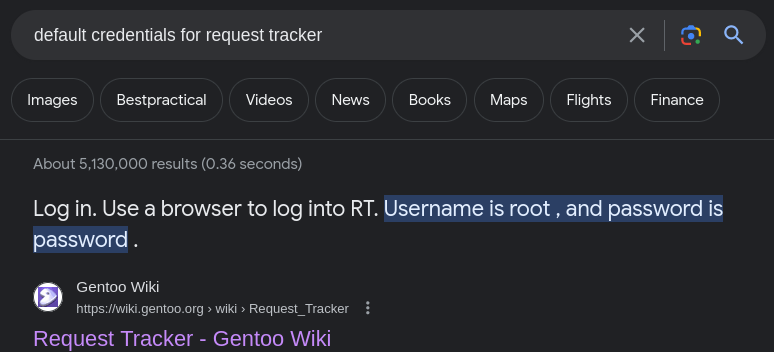 default credentials for request tracker
Images Bestpractical Videos News Books Maps Flights Finance
About 5,130,000 results (0.36 seconds)
Log in. Use a browser to log into RT. Username is root , and password is
password .
Gentoo Wiki
https://wiki.gentoo.org › wiki › Request_Tracker
Request Tracker - Gentoo Wiki